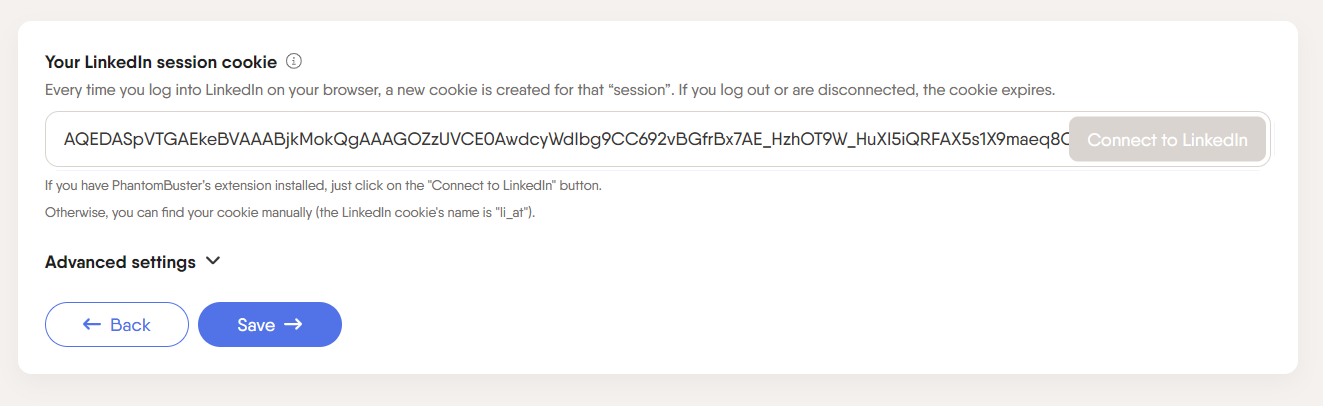 Your LinkedIn session cookie
Every time you log into LinkedIn on your browser, a new cookie is created for that “session”. If you log out or are disconnected, the cookie expires.
Connect to LinkedIn
If you have PhantomBuster's extension installed, just click on the "Connect to LinkedIn" button.
Otherwise, you can find your cookie manually (the LinkedIn cookie's name is "li_at").
Advanced settings
Back
Save